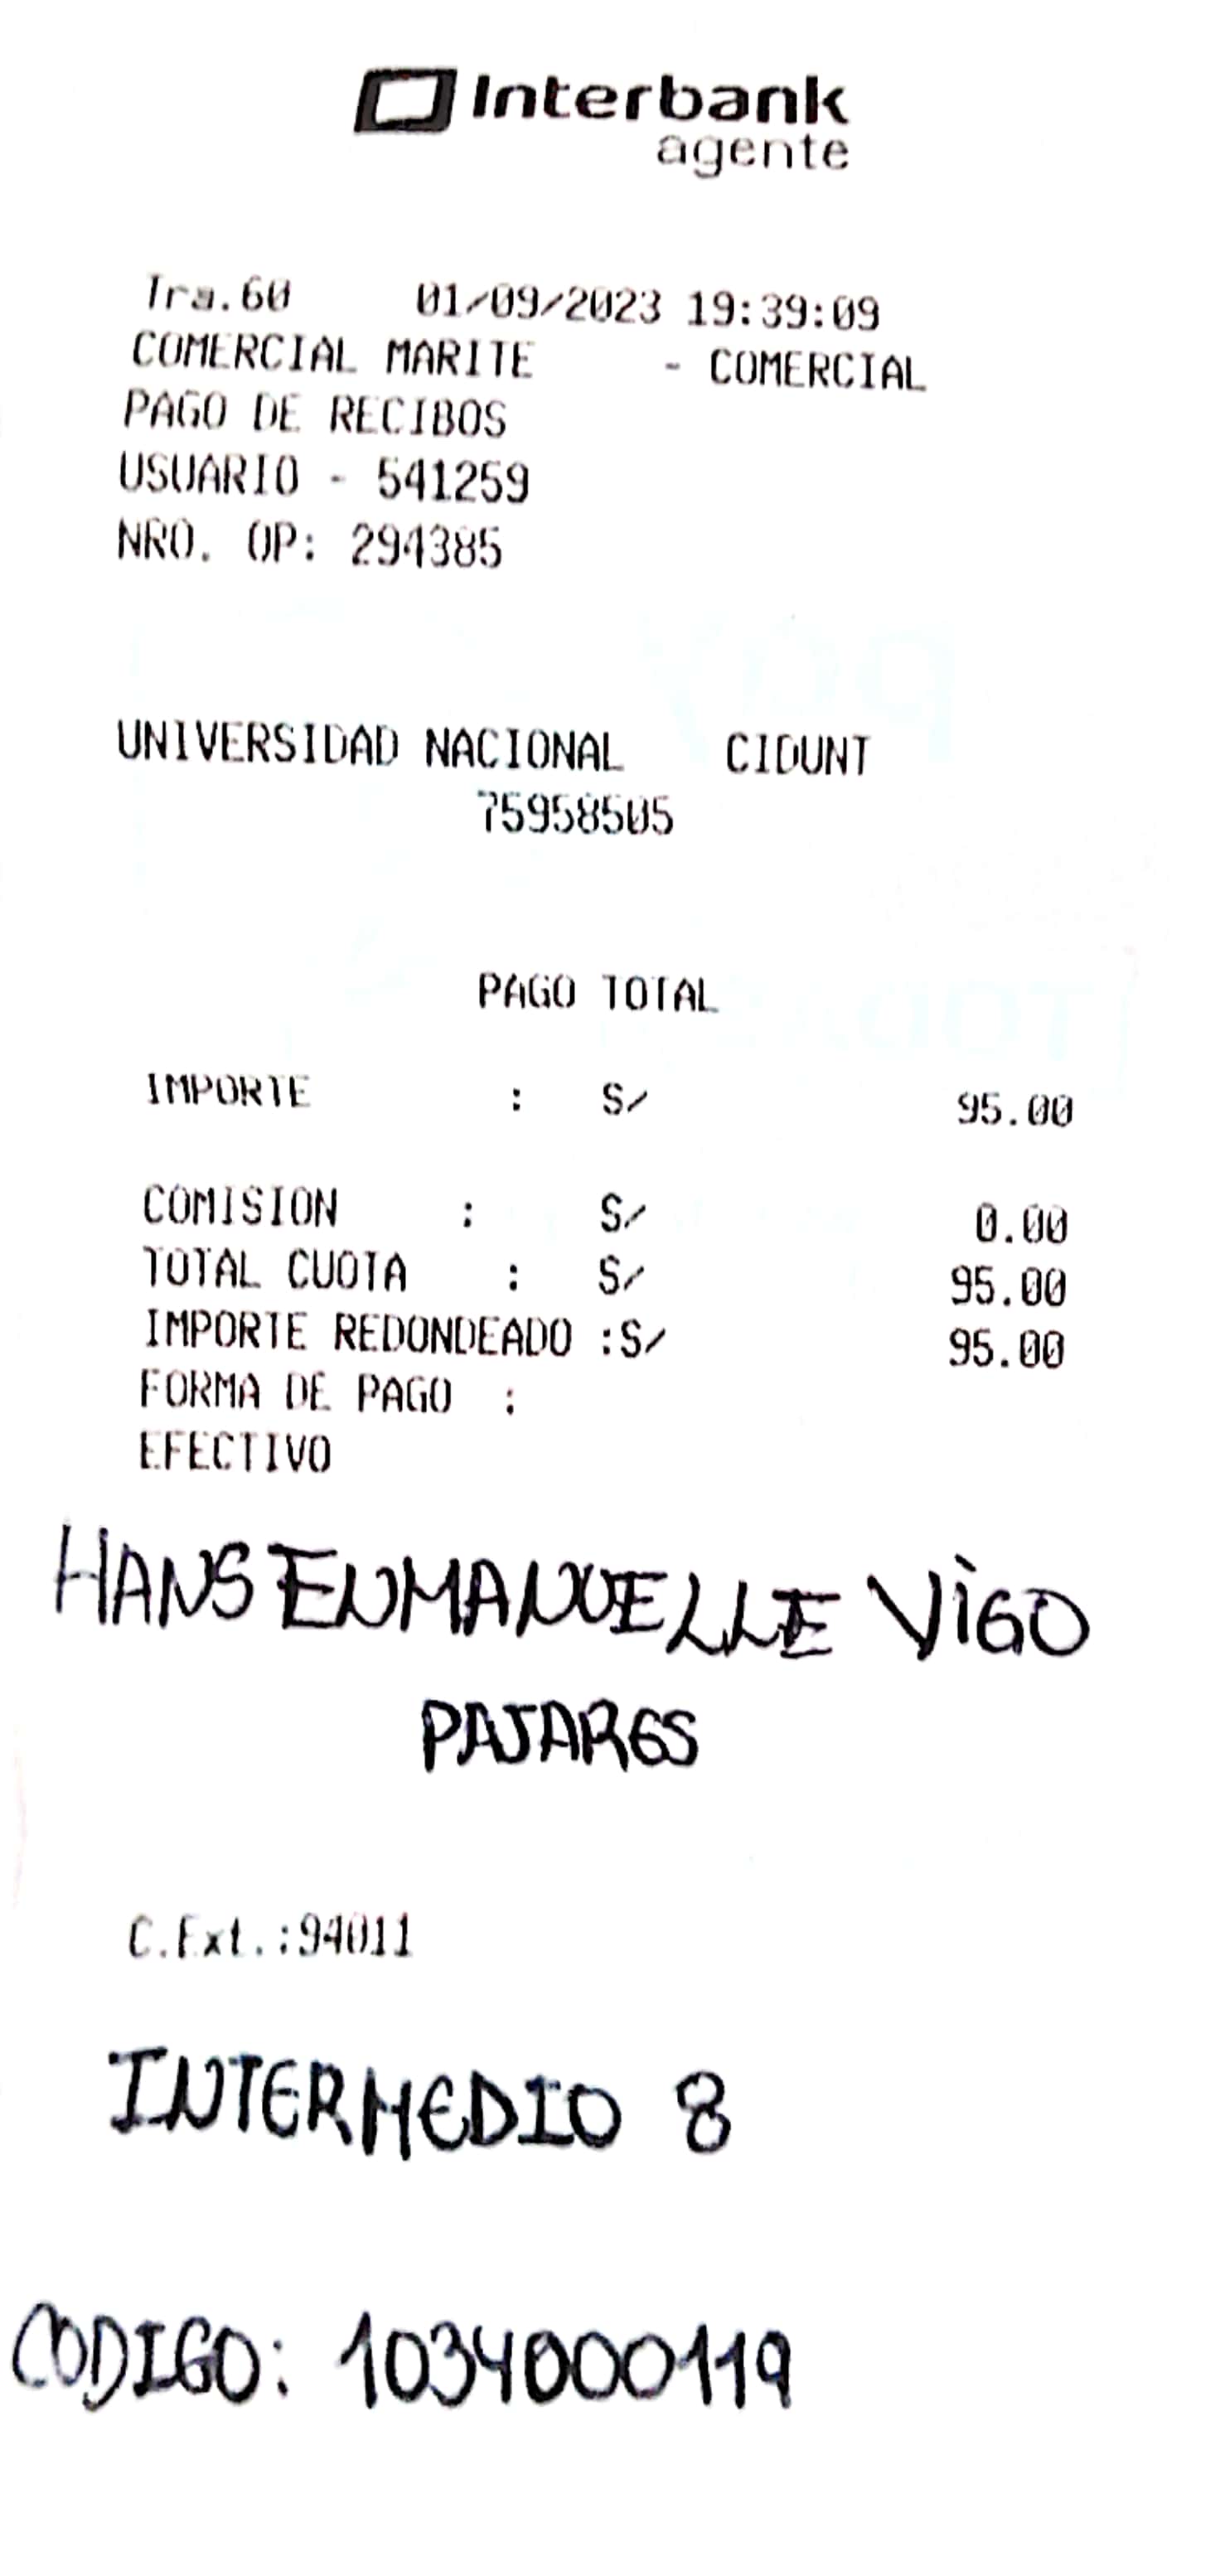 Interbank
agente
Tra.60 01/09/2023 19:39:09
COMERCIAL MARITE - COMERCIAL
PAGO DE RECIBOS
USUARIO - 541259
NRO. OP: 294385
UNIVERSIDAD NACIONAL CIDUNT
75958505
PAGO TOTAL
IMPORTE : S/ 95.00
COMISION : S/ 0.00
TOTAL CUOTA : S/ 95.00
IMPORTE REDONDEADO :S/ 95.00
FORMA DE PAGO :
EFECTIVO
HANS ENMANUELLE VIGO
PAJARES
C.Ext.:94011
INTERMEDIO 8
CODIGO: 1034000119